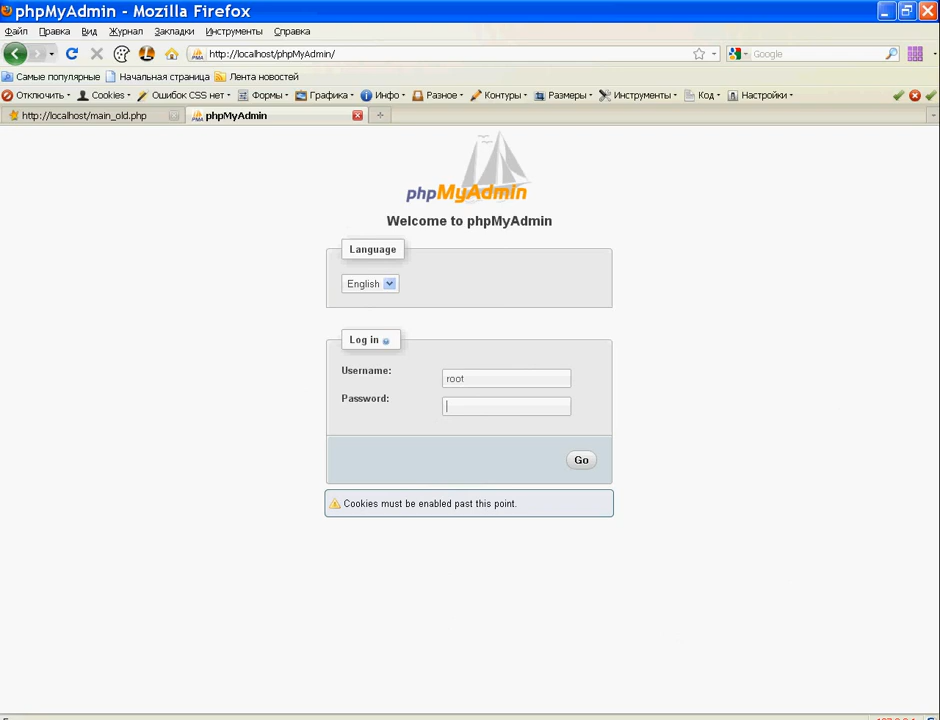 phpMyAdmin - Mozilla Firefox
Файл Правка Вид Журнал Закладки Инструменты Справка
http://localhost/phpMyAdmin/ Google
Самые популярные Начальная страница Лента новостей
Отключить Cookies Ошибок CSS нет Формы Графика Инфо Разное Контуры Размеры Инструменты Код Настройки
http://localhost/main_old.php phpMyAdmin
phpMyAdmin
Welcome to phpMyAdmin
Language
English
Log in
Username: root
Password:
Go
Cookies must be enabled past this point.